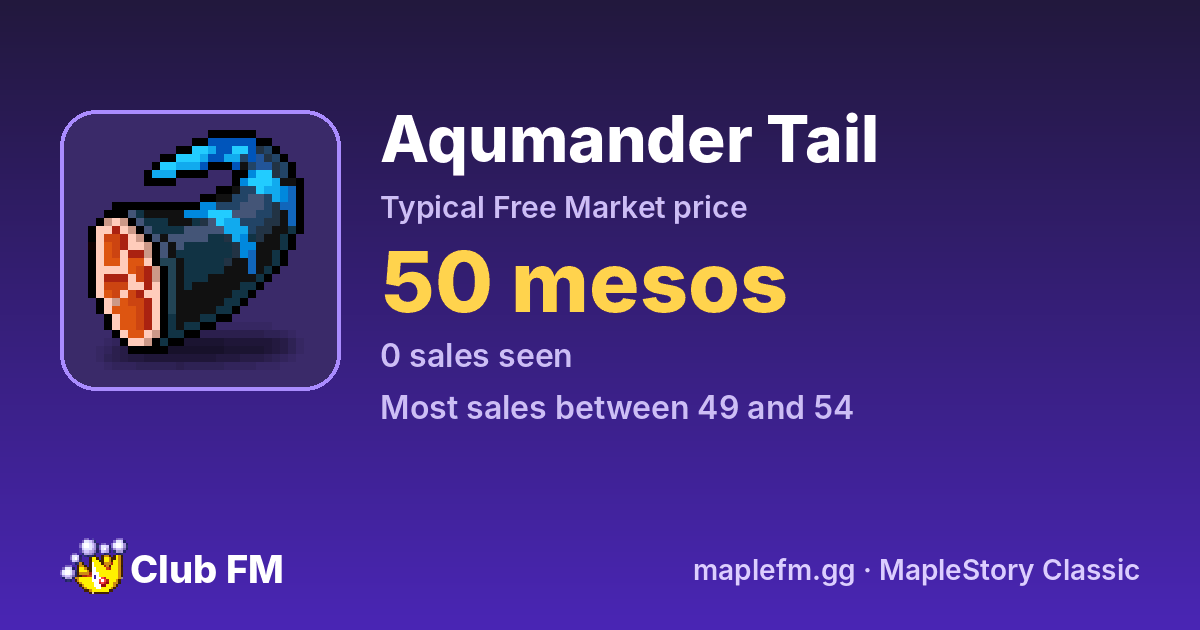 Aqumander Tail
Typical Free Market price
50 mesos
0 sales seen
Most sales between 49 and 54
Club FM
maplefm.gg · MapleStory Classic